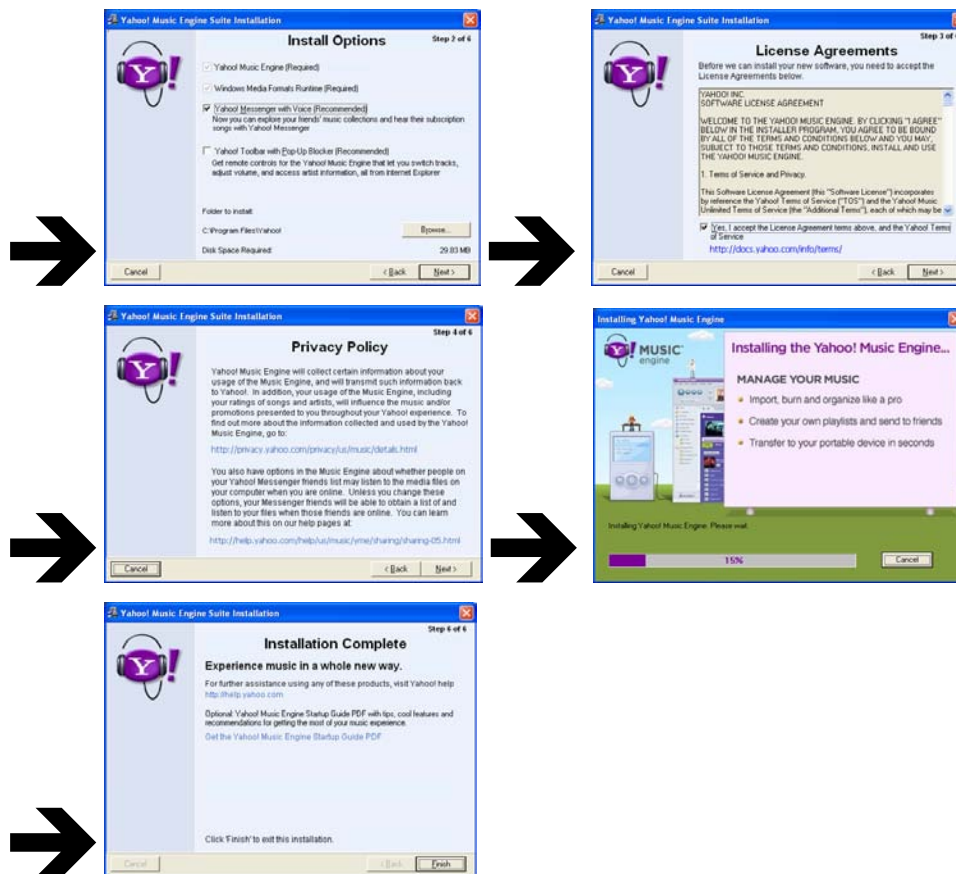 Yahoo! Music Engine Suite Installation
Install Options
Step 2 of 6
Yahoo! Music Engine (Required)
Windows Media Formats Runtime (Required)
Yahoo! Messenger with Voice (Recommended)
Now you can explore your friends' music collections and hear their subscription
songs with Yahoo! Messenger
Yahoo! Toolbar with Pop-Up Blocker (Recommended)
Get remote controls for the Yahoo! Music Engine that let you switch tracks,
adjust volume, and access artist information, all from Internet Explorer
Folder to install:
C:\Program Files\Yahoo!
Browse...
Disk Space Required:
29.83 MB
Cancel
< Back
Next >
Yahoo! Music Engine Suite Installation
Step 3 of
License Agreements
Before we can install your new software, you need to accept the
License Agreements below.
YAHOO! INC.
SOFTWARE LICENSE AGREEMENT
WELCOME TO THE YAHOO! MUSIC ENGINE. BY CLICKING "I AGREE"
BELOW IN THE INSTALLER PROGRAM, YOU AGREE TO BE BOUND
BY ALL OF THE TERMS AND CONDITIONS BELOW AND YOU MAY,
SUBJECT TO THOSE TERMS AND CONDITIONS, INSTALL AND USE
THE YAHOO! MUSIC ENGINE.
1. Terms of Service and Privacy.
This Software License Agreement (this "Software License") incorporates
by reference the Yahoo! Terms of Service ("TOS") and the Yahoo! Music
Unlimited Terms of Service (the "Additional Terms"), each of which may be
Yes, I accept the License Agreement terms above, and the Yahoo! Terms
of Service
http://docs.yahoo.com/info/terms/
Cancel
< Back
Next >
Yahoo! Music Engine Suite Installation
Step 4 of 6
Privacy Policy
Yahoo! Music Engine will collect certain information about your
usage of the Music Engine, and will transmit such information back
to Yahoo!. In addition, your usage of the Music Engine, including
your ratings of songs and artists, will influence the music and/or
promotions presented to you throughout your Yahoo! experience. To
find out more about the information collected and used by the Yahoo!
Music Engine, go to:
http://privacy.yahoo.com/privacy/us/music/details.html
You also have options in the Music Engine about whether people on
your Yahoo! Messenger friends list may listen to the media files on
your computer when you are online. Unless you change these
options, your Messenger friends will be able to obtain a list of and
listen to your files when those friends are online. You can learn
more about this on our help pages at:
http://help.yahoo.com/help/us/music/yme/sharing/sharing-05.html
Cancel
< Back
Next >
Installing Yahoo! Music Engine
Y! MUSIC
engine
Installing the Yahoo! Music Engine...
MANAGE YOUR MUSIC
Import, burn and organize like a pro
Create your own playlists and send to friends
Transfer to your portable device in seconds
Installing Yahoo! Music Engine. Please wait.
15%
Cancel
Yahoo! Music Engine Suite Installation
Step 6 of 6
Installation Complete
Experience music in a whole new way.
For further assistance using any of these products, visit Yahoo! help
http://help.yahoo.com
Optional: Yahoo! Music Engine Startup Guide PDF with tips, cool features and
recommendations for getting the most of your music experience.
Get the Yahoo! Music Engine Startup Guide PDF
Click 'Finish' to exit this installation.
Cancel
< Back
Finish